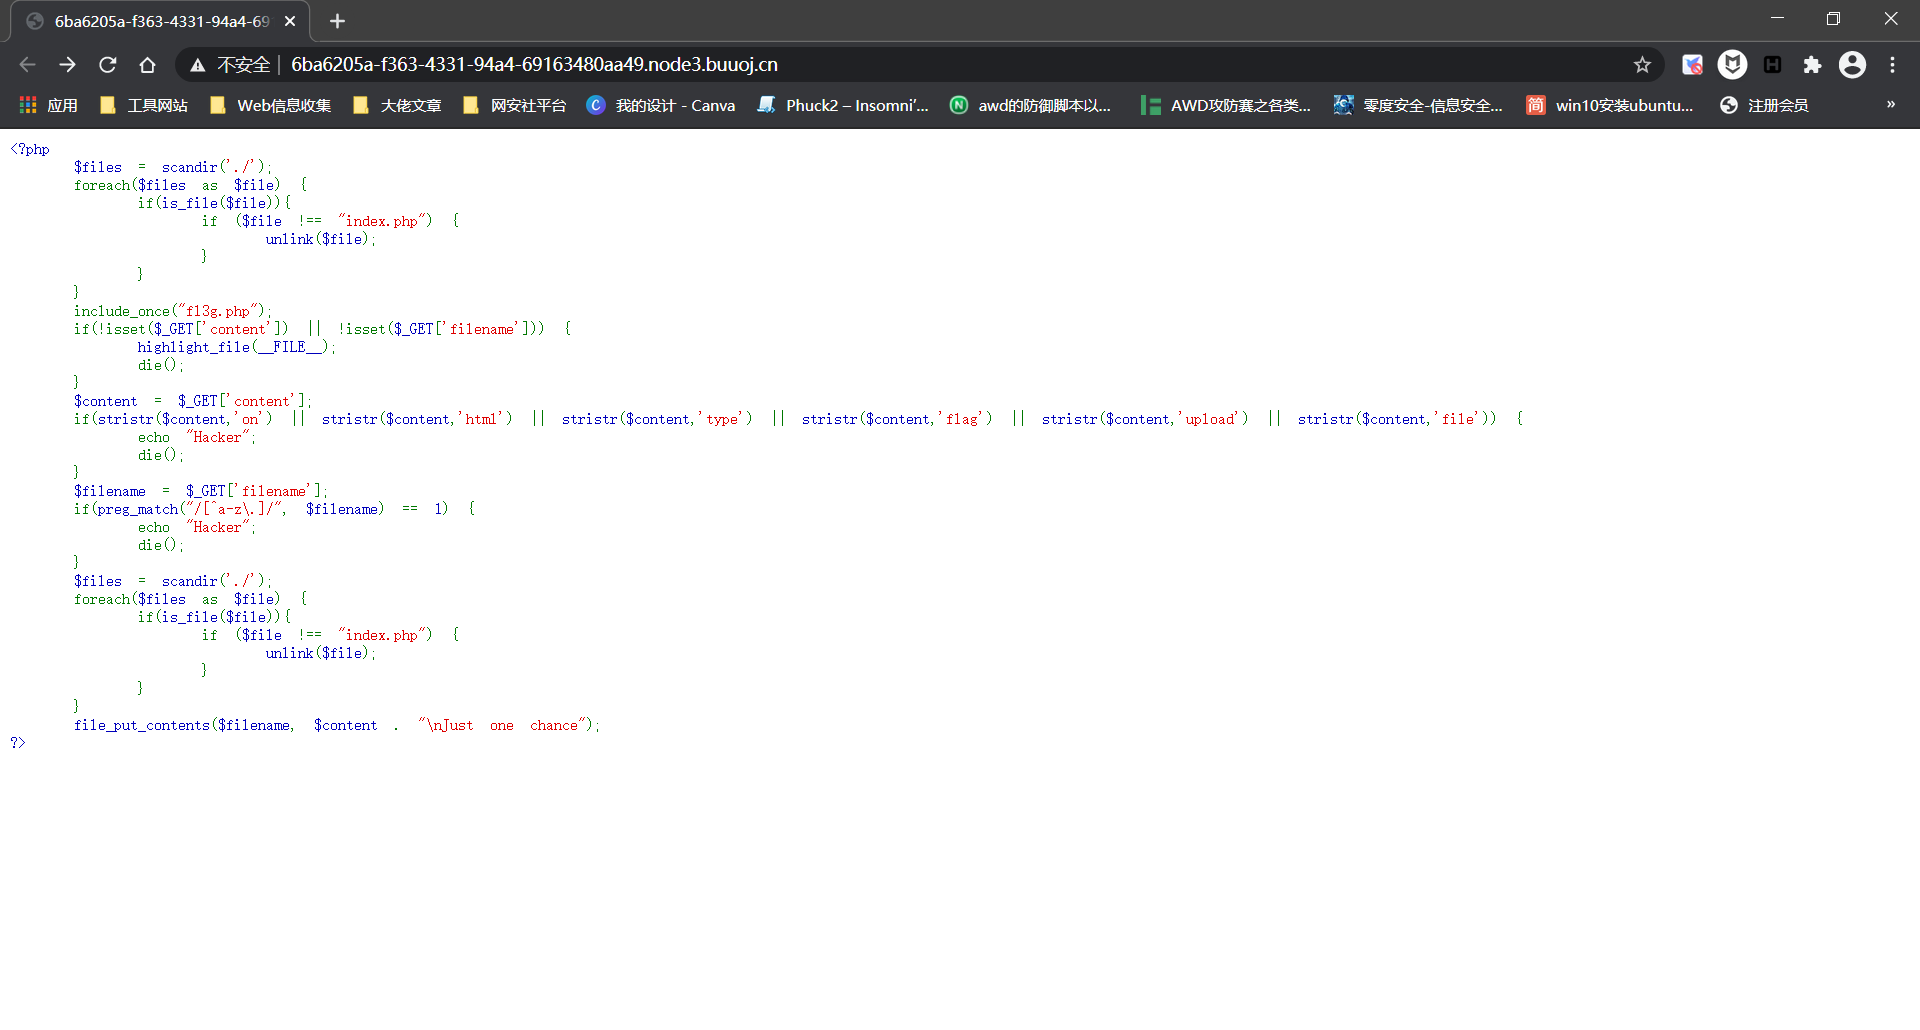 6ba6205a-f363-4331-94a4-69
不安全 | 6ba6205a-f363-4331-94a4-69163480aa49.node3.buuoj.cn
应用 工具网站 Web信息收集 大佬文章 网安社平台 我的设计 - Canva Phuck2 – Insomni'... awd的防御脚本以... AWD攻防赛之各类... 零度安全-信息安全... win10安装ubuntu... 注册会员 »
<?php
$files = scandir('./');
foreach($files as $file) {
if(is_file($file)){
if ($file !== "index.php") {
unlink($file);
}
}
}
include_once("fl3g.php");
if(!isset($_GET['content']) || !isset($_GET['filename'])) {
highlight_file(__FILE__);
die();
}
$content = $_GET['content'];
if(stristr($content,'on') || stristr($content,'html') || stristr($content,'type') || stristr($content,'flag') || stristr($content,'upload') || stristr($content,'file')) {
echo "Hacker";
die();
}
$filename = $_GET['filename'];
if(preg_match("/[^a-z\.]/", $filename) == 1) {
echo "Hacker";
die();
}
$files = scandir('./');
foreach($files as $file) {
if(is_file($file)){
if ($file !== "index.php") {
unlink($file);
}
}
}
file_put_contents($filename, $content . "\nJust one chance");
?>